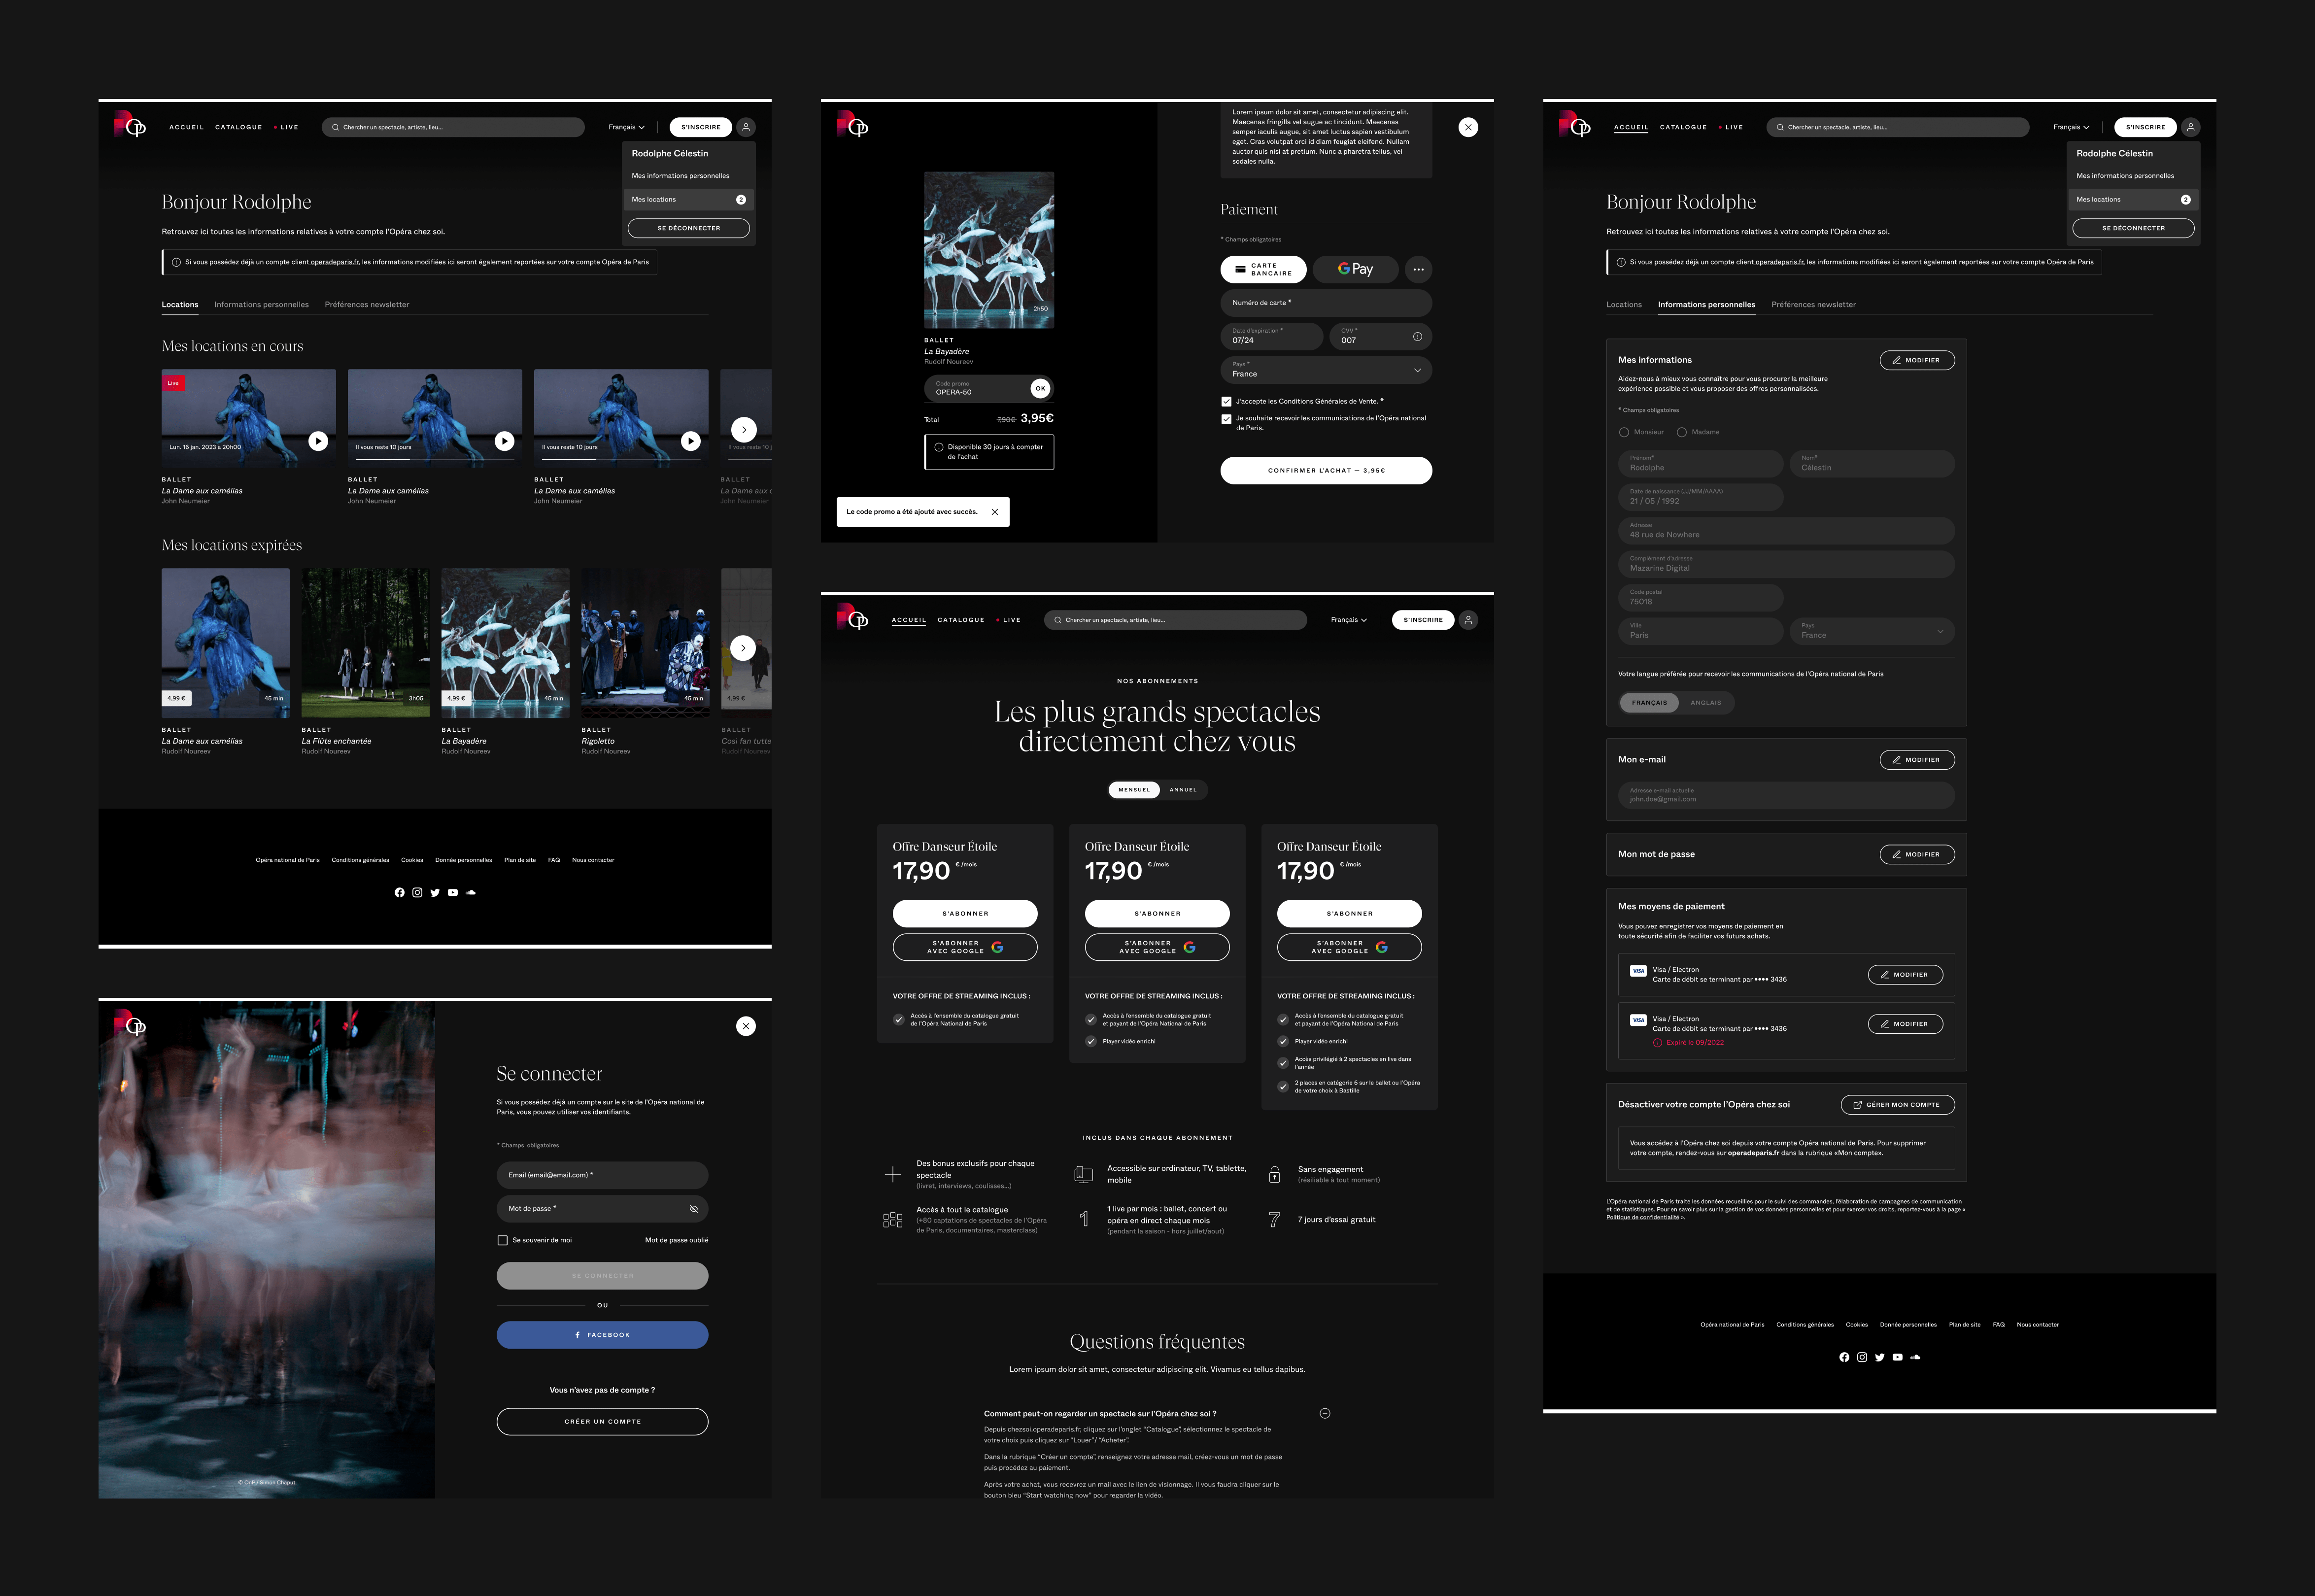 ACCUEIL CATALOGUE LIVE Chercher un spectacle, artiste, lieu... Français S'INSCRIRE
Rodolphe Célestin
Mes informations personnelles
Mes locations 2
SE DÉCONNECTER
Bonjour Rodolphe
Retrouvez ici toutes les informations relatives à votre compte l'Opéra chez soi.
Si vous possédez déjà un compte client operadeparis.fr, les informations modifiées ici seront également reportées sur votre compte Opéra de Paris
Locations Informations personnelles Préférences newsletter
Mes locations en cours
Live
Lun. 16 jan. 2023 à 20h00 Il vous reste 10 jours Il vous reste 10 jours Il vous reste 10 j
BALLET BALLET BALLET BALLET
La Dame aux camélias La Dame aux camélias La Dame aux camélias La Dame aux c
John Neumeier John Neumeier John Neumeier John Neumeier
Mes locations expirées
4,99 € 45 min 3h05 4,99 € 45 min 45 min 4,99 €
BALLET BALLET BALLET BALLET BALLET
La Dame aux camélias La Flûte enchantée La Bayadère Rigoletto Cosi fan tutte
Rudolf Noureev Rudolf Noureev Rudolf Noureev Rudolf Noureev Rudolf Noureev
Opéra national de Paris Conditions générales Cookies Donnée personnelles Plan de site FAQ Nous contacter
Se connecter
Si vous possédez déjà un compte sur le site de l'Opéra national de
Paris, vous pouvez utiliser vos identifiants.
* Champs obligatoires
Email (email@email.com) *
Mot de passe *
Se souvenir de moi Mot de passe oublié
SE CONNECTER
OU
FACEBOOK
Vous n'avez pas de compte ?
CRÉER UN COMPTE
© OnP / Simon Chaput
Lorem ipsum dolor sit amet, consectetur adipiscing elit.
Maecenas fringilla vel augue ac tincidunt. Maecenas
semper iaculis augue, sit amet luctus sapien vestibulum
eget. Cras volutpat orci id diam feugiat eleifend. Nullam
auctor quis nisi at pretium. Nunc a pharetra tellus, vel
sodales nulla.
2h50
BALLET
La Bayadère
Rudolf Noureev
Code promo
OPERA-50 OK
Total 7,90€ 3,95€
Disponible 30 jours à compter
de l'achat
Le code promo a été ajouté avec succès.
Paiement
* Champs obligatoires
CARTE
BANCAIRE
G Pay
Numéro de carte *
Date d'expiration * CVV *
07/24 007
Pays *
France
J'accepte les Conditions Générales de Vente. *
Je souhaite recevoir les communications de l'Opéra national
de Paris.
CONFIRMER L'ACHAT — 3,95€
ACCUEIL CATALOGUE LIVE Chercher un spectacle, artiste, lieu... Français S'INSCRIRE
NOS ABONNEMENTS
Les plus grands spectacles
directement chez vous
MENSUEL ANNUEL
Offre Danseur Étoile
17,90 € /mois
S'ABONNER
S'ABONNER
AVEC GOOGLE
VOTRE OFFRE DE STREAMING INCLUS :
Accès à l'ensemble du catalogue gratuit
de l'Opéra National de Paris
Offre Danseur Étoile
17,90 € /mois
S'ABONNER
S'ABONNER
AVEC GOOGLE
VOTRE OFFRE DE STREAMING INCLUS :
Accès à l'ensemble du catalogue gratuit
et payant de l'Opéra National de Paris
Player vidéo enrichi
Offre Danseur Étoile
17,90 € /mois
S'ABONNER
S'ABONNER
AVEC GOOGLE
VOTRE OFFRE DE STREAMING INCLUS :
Accès à l'ensemble du catalogue gratuit
et payant de l'Opéra National de Paris
Player vidéo enrichi
Accès privilégié à 2 spectacles en live dans
l'année
2 places en catégorie 6 sur le ballet ou l'Opéra
de votre choix à Bastille
INCLUS DANS CHAQUE ABONNEMENT
Des bonus exclusifs pour chaque
spectacle
(livret, interviews, coulisses...)
Accessible sur ordinateur, TV, tablette,
mobile
Sans engagement
(résiliable à tout moment)
Accès à tout le catalogue
(+80 captations de spectacles de l'Opéra
de Paris, documentaires, masterclass)
1
1 live par mois : ballet, concert ou
opéra en direct chaque mois
(pendant la saison - hors juillet/aout)
7
7 jours d'essai gratuit
Questions fréquentes
Lorem ipsum dolor sit amet, consectetur adipiscing elit. Vivamus eu tellus dapibus.
Comment peut-on regarder un spectacle sur l'Opéra chez soi ?
Depuis chezsoi.operadeparis.fr, cliquez sur l'onglet “Catalogue”, sélectionnez le spectacle de
votre choix puis cliquez sur “Louer”/ “Acheter”.
Dans la rubrique “Créer un compte”, renseignez votre adresse mail, créez-vous un mot de passe
puis procédez au paiement.
Après votre achat, vous recevrez un mail avec le lien de visionnage. Il vous faudra cliquer sur le
bouton bleu “Start watching now” pour regarder la vidéo.
ACCUEIL CATALOGUE LIVE Chercher un spectacle, artiste, lieu... Français S'INSCRIRE
Rodolphe Célestin
Mes informations personnelles
Mes locations 2
SE DÉCONNECTER
Bonjour Rodolphe
Retrouvez ici toutes les informations relatives à votre compte l'Opéra chez soi.
Si vous possédez déjà un compte client operadeparis.fr, les informations modifiées ici seront également reportées sur votre compte Opéra de Paris
Locations Informations personnelles Préférences newsletter
Mes informations MODIFIER
Aidez-nous à mieux vous connaître pour vous procurer la meilleure
expérience possible et vous proposer des offres personnalisées.
* Champs obligatoires
Monsieur Madame
Prénom* Nom*
Rodolphe Célestin
Date de naissance (JJ/MM/AAAA)
21 / 05 / 1992
Adresse
48 rue de Nowhere
Complément d'adresse
Mazarine Digital
Code postal
75018
Ville Pays
Paris France
Votre langue préférée pour recevoir les communications de l'Opéra national de Paris
FRANÇAIS ANGLAIS
Mon e-mail MODIFIER
Adresse e-mail actuelle
john.doe@gmail.com
Mon mot de passe MODIFIER
Mes moyens de paiement
Vous pouvez enregistrer vos moyens de paiement en
toute sécurité afin de faciliter vos futurs achats.
VISA Visa / Electron MODIFIER
Carte de débit se terminant par •••• 3436
VISA Visa / Electron MODIFIER
Carte de débit se terminant par •••• 3436
Expiré le 09/2022
Désactiver votre compte l'Opéra chez soi GÉRER MON COMPTE
Vous accédez à l'Opéra chez soi depuis votre compte Opéra national de Paris. Pour supprimer
votre compte, rendez-vous sur operadeparis.fr dans la rubrique «Mon compte».
L'Opéra national de Paris traite les données recueillies pour le suivi des commandes, l'élaboration de campagnes de communication
et de statistiques. Pour en savoir plus sur la gestion de vos données personnelles et pour exercer vos droits, reportez-vous à la page «
Politique de confidentialité ».
Opéra national de Paris Conditions générales Cookies Donnée personnelles Plan de site FAQ Nous contacter